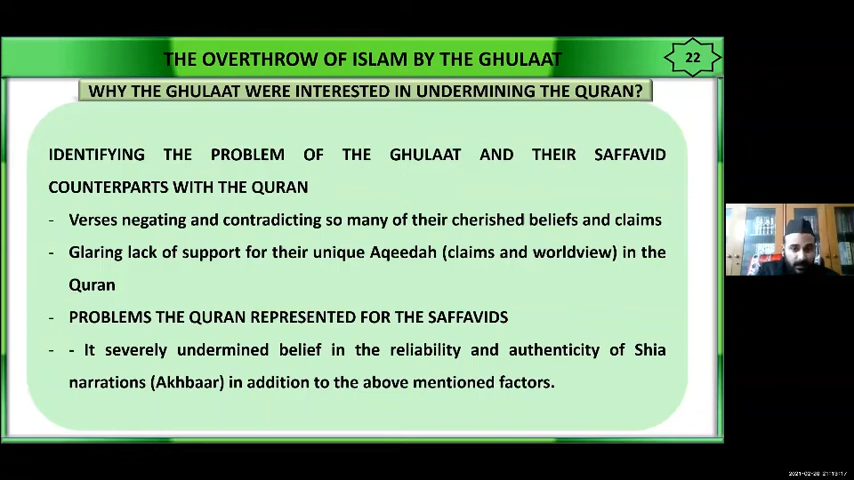 THE OVERTHROW OF ISLAM BY THE GHULAAT
22
WHY THE GHULAAT WERE INTERESTED IN UNDERMINING THE QURAN?
IDENTIFYING THE PROBLEM OF THE GHULAAT AND THEIR SAFFAVID
COUNTERPARTS WITH THE QURAN
- Verses negating and contradicting so many of their cherished beliefs and claims
- Glaring lack of support for their unique Aqeedah (claims and worldview) in the
Quran
- PROBLEMS THE QURAN REPRESENTED FOR THE SAFFAVIDS
- - It severely undermined belief in the reliability and authenticity of Shia
narrations (Akhbaar) in addition to the above mentioned factors.